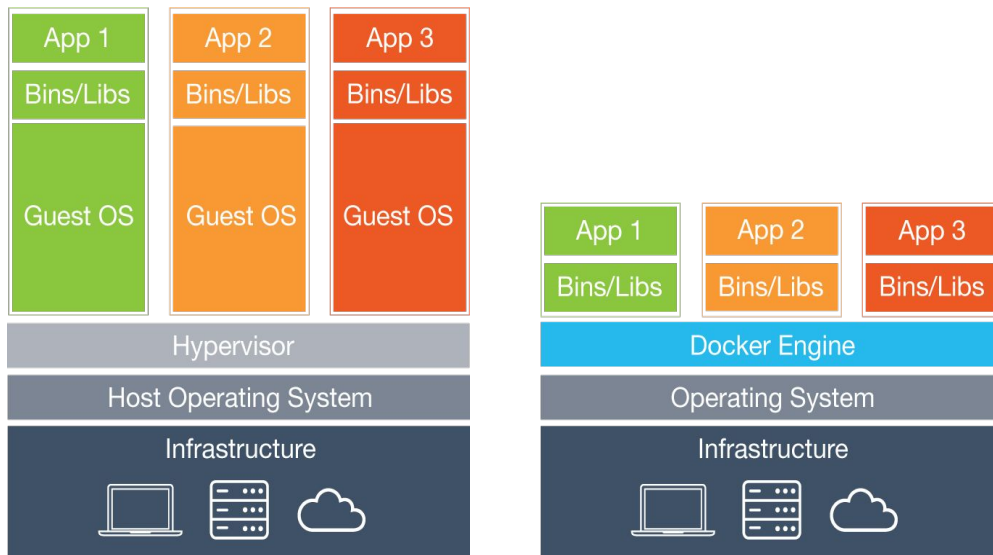 App 1
App 2
App 3
Bins/Libs
Bins/Libs
Bins/Libs
Guest OS
Guest OS
Guest OS
Hypervisor
Host Operating System
Infrastructure
App 1
App 2
App 3
Bins/Libs
Bins/Libs
Bins/Libs
Docker Engine
Operating System
Infrastructure